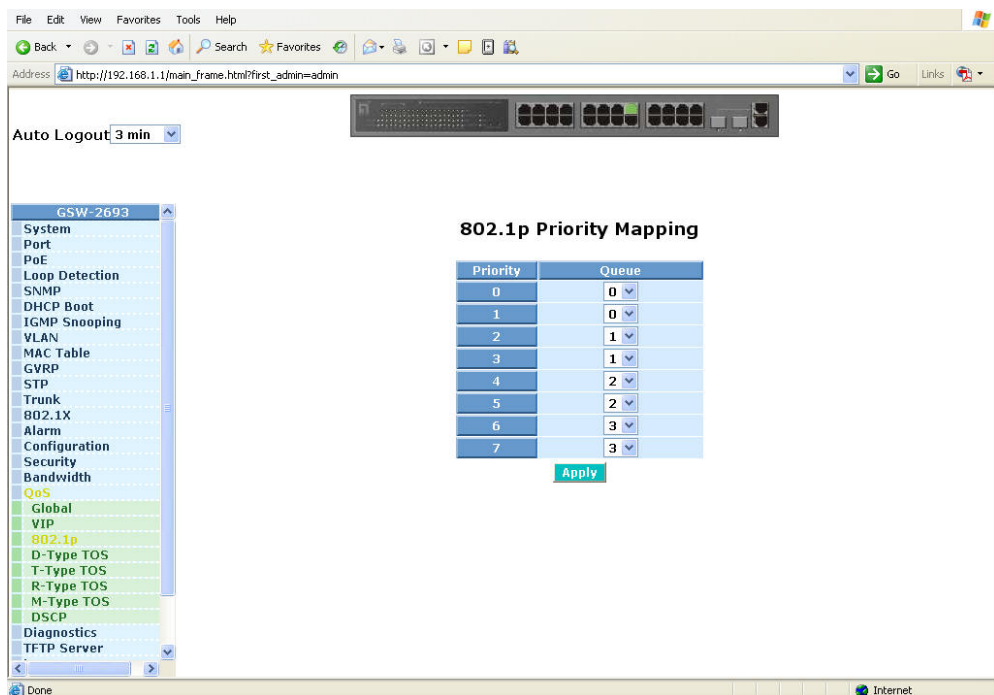 File Edit View Favorites Tools Help
Back Search Favorites
Address http://192.168.1.1/main_frame.html?first_admin=admin Go Links
Auto Logout 3 min
GSW-2693
System
Port
PoE
Loop Detection
SNMP
DHCP Boot
IGMP Snooping
VLAN
MAC Table
GVRP
STP
Trunk
802.1X
Alarm
Configuration
Security
Bandwidth
QoS
Global
VIP
802.1p
D-Type TOS
T-Type TOS
R-Type TOS
M-Type TOS
DSCP
Diagnostics
TFTP Server
802.1p Priority Mapping
Priority Queue
0 0
1 0
2 1
3 1
4 2
5 2
6 3
7 3
Apply
Done Internet